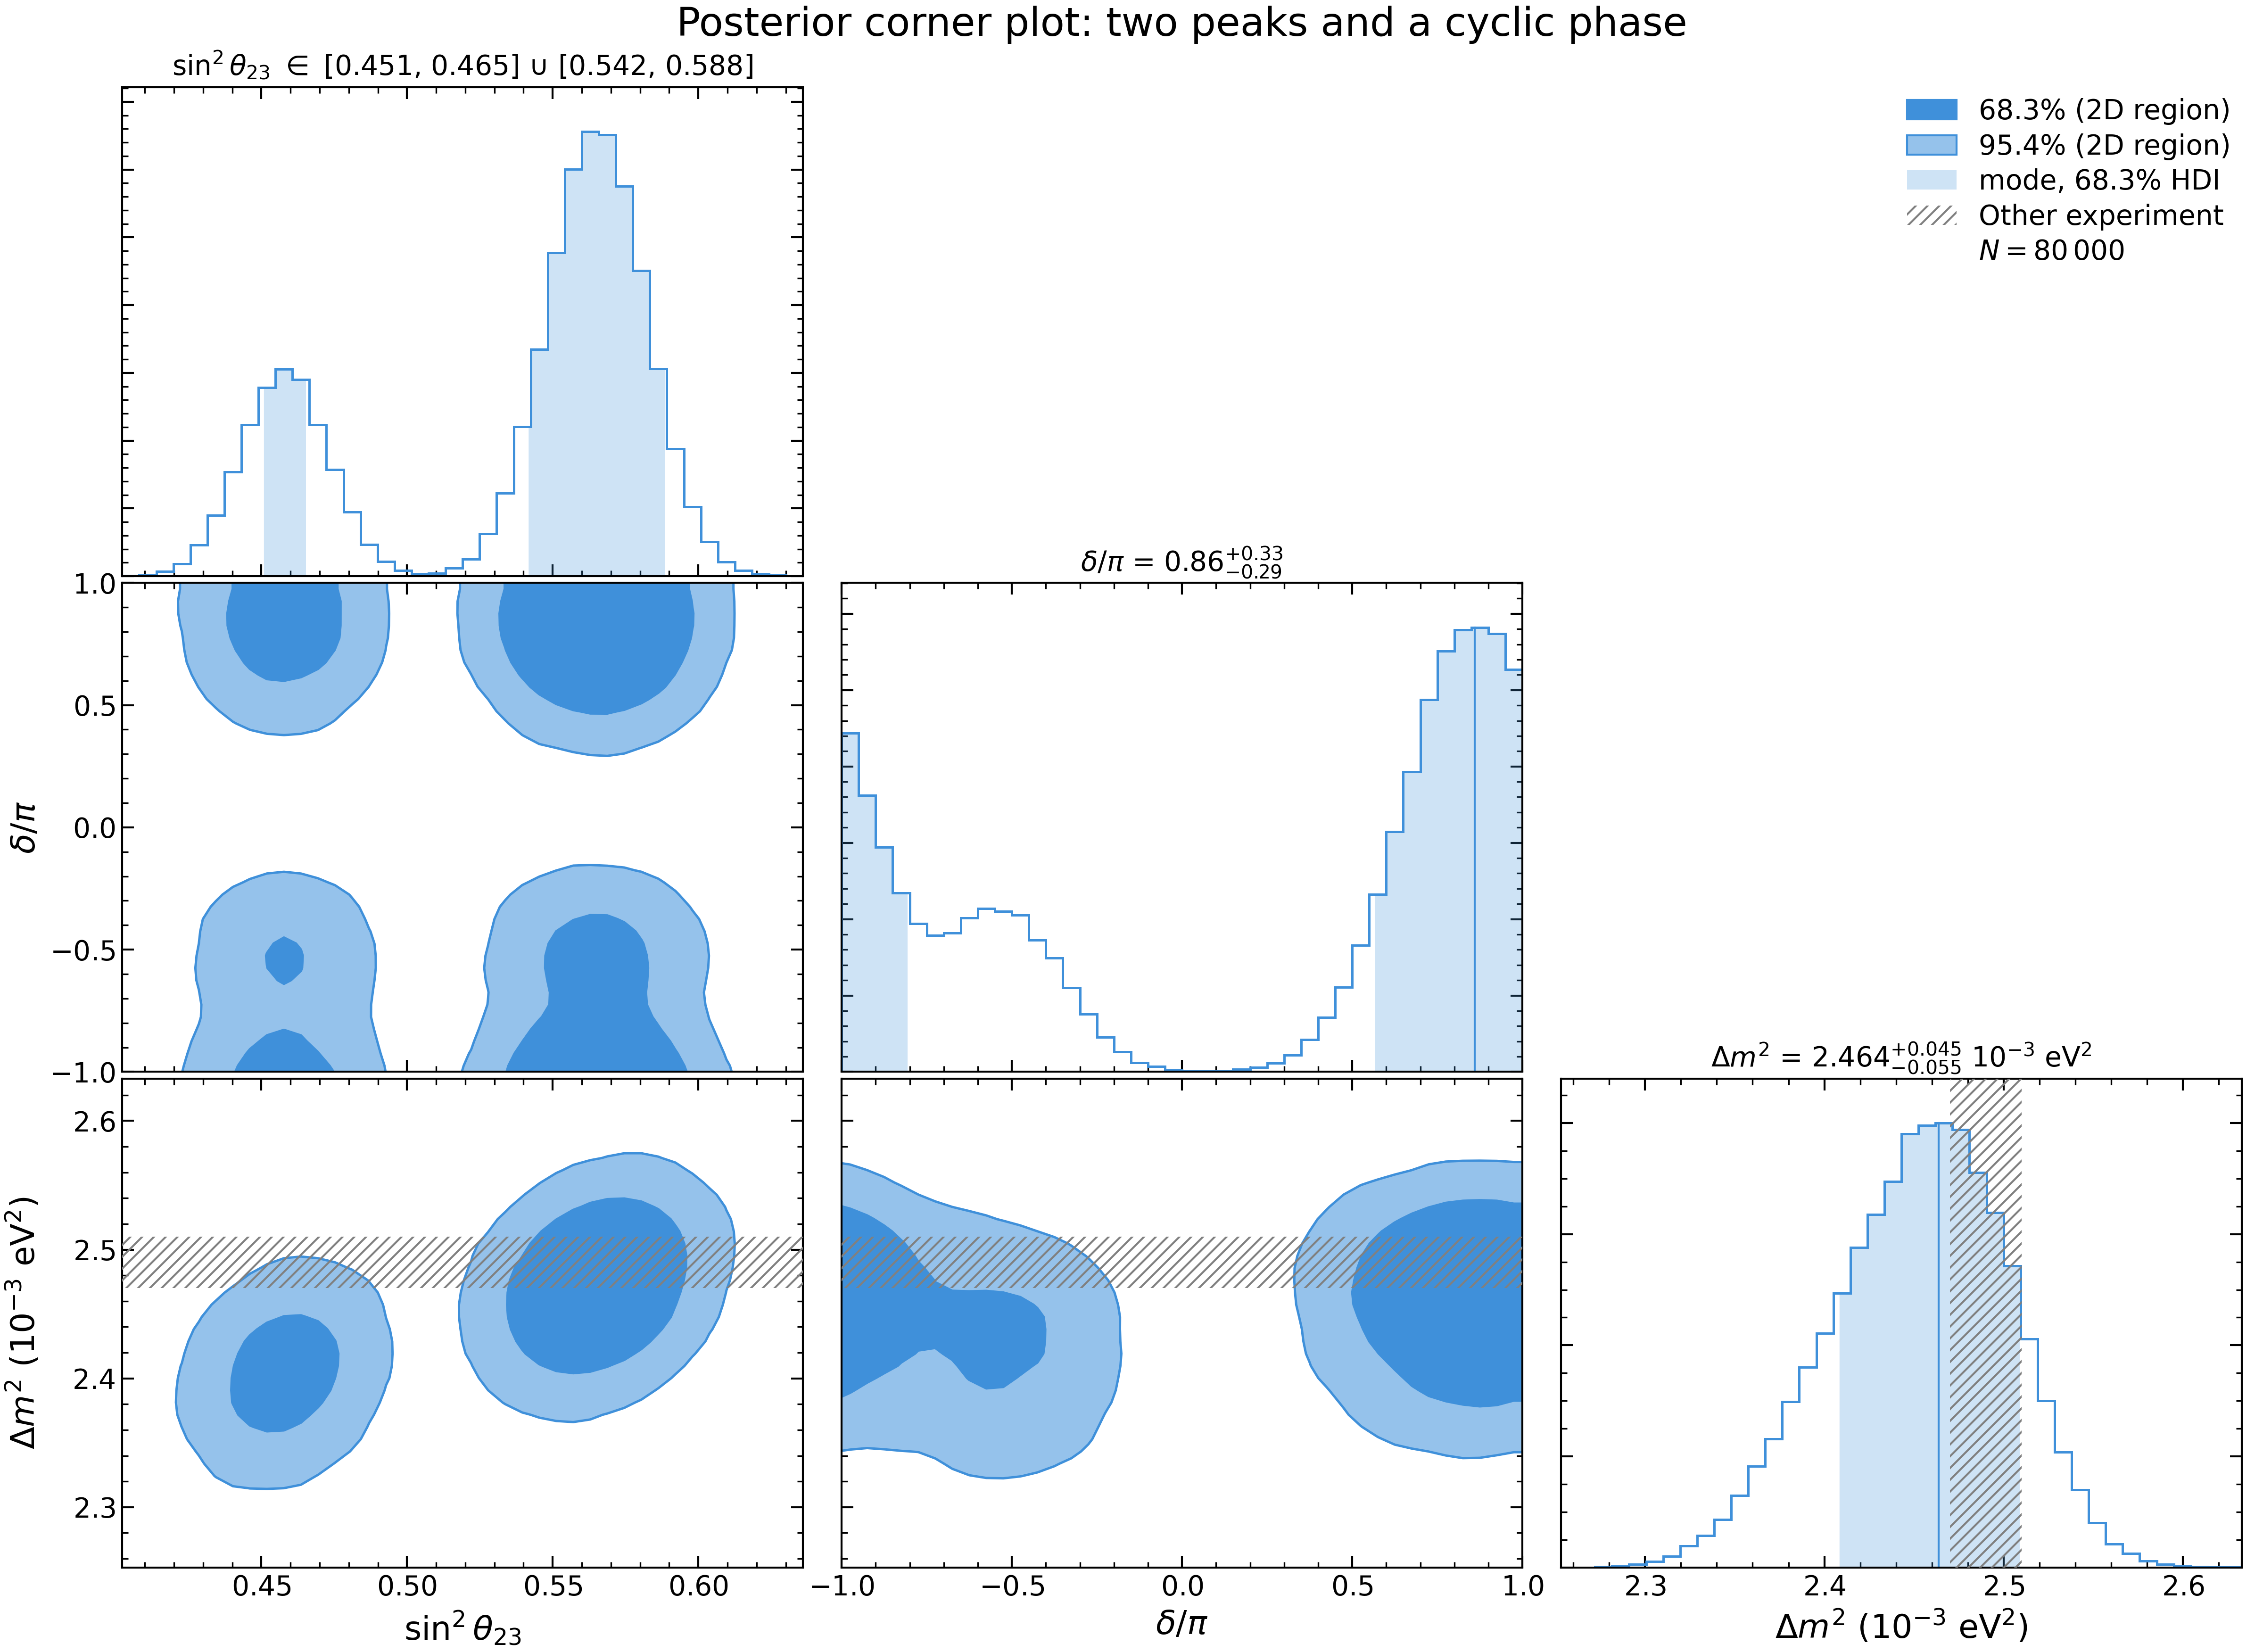 Posterior corner plot: two peaks and a cyclic phase
sin² θ₂₃ ∈ [0.451, 0.465] ∪ [0.542, 0.588]
68.3% (2D region)
95.4% (2D region)
mode, 68.3% HDI
Other experiment
N = 80 000
δ/π = 0.86 +0.33 −0.29
1.0
0.5
0.0
−0.5
−1.0
δ/π
Δm² = 2.464 +0.045 −0.055 10⁻³ eV²
2.6
2.5
2.4
2.3
Δm² (10⁻³ eV²)
0.45 0.50 0.55 0.60
−1.0 −0.5 0.0 0.5 1.0
2.3 2.4 2.5 2.6
sin² θ₂₃
δ/π
Δm² (10⁻³ eV²)